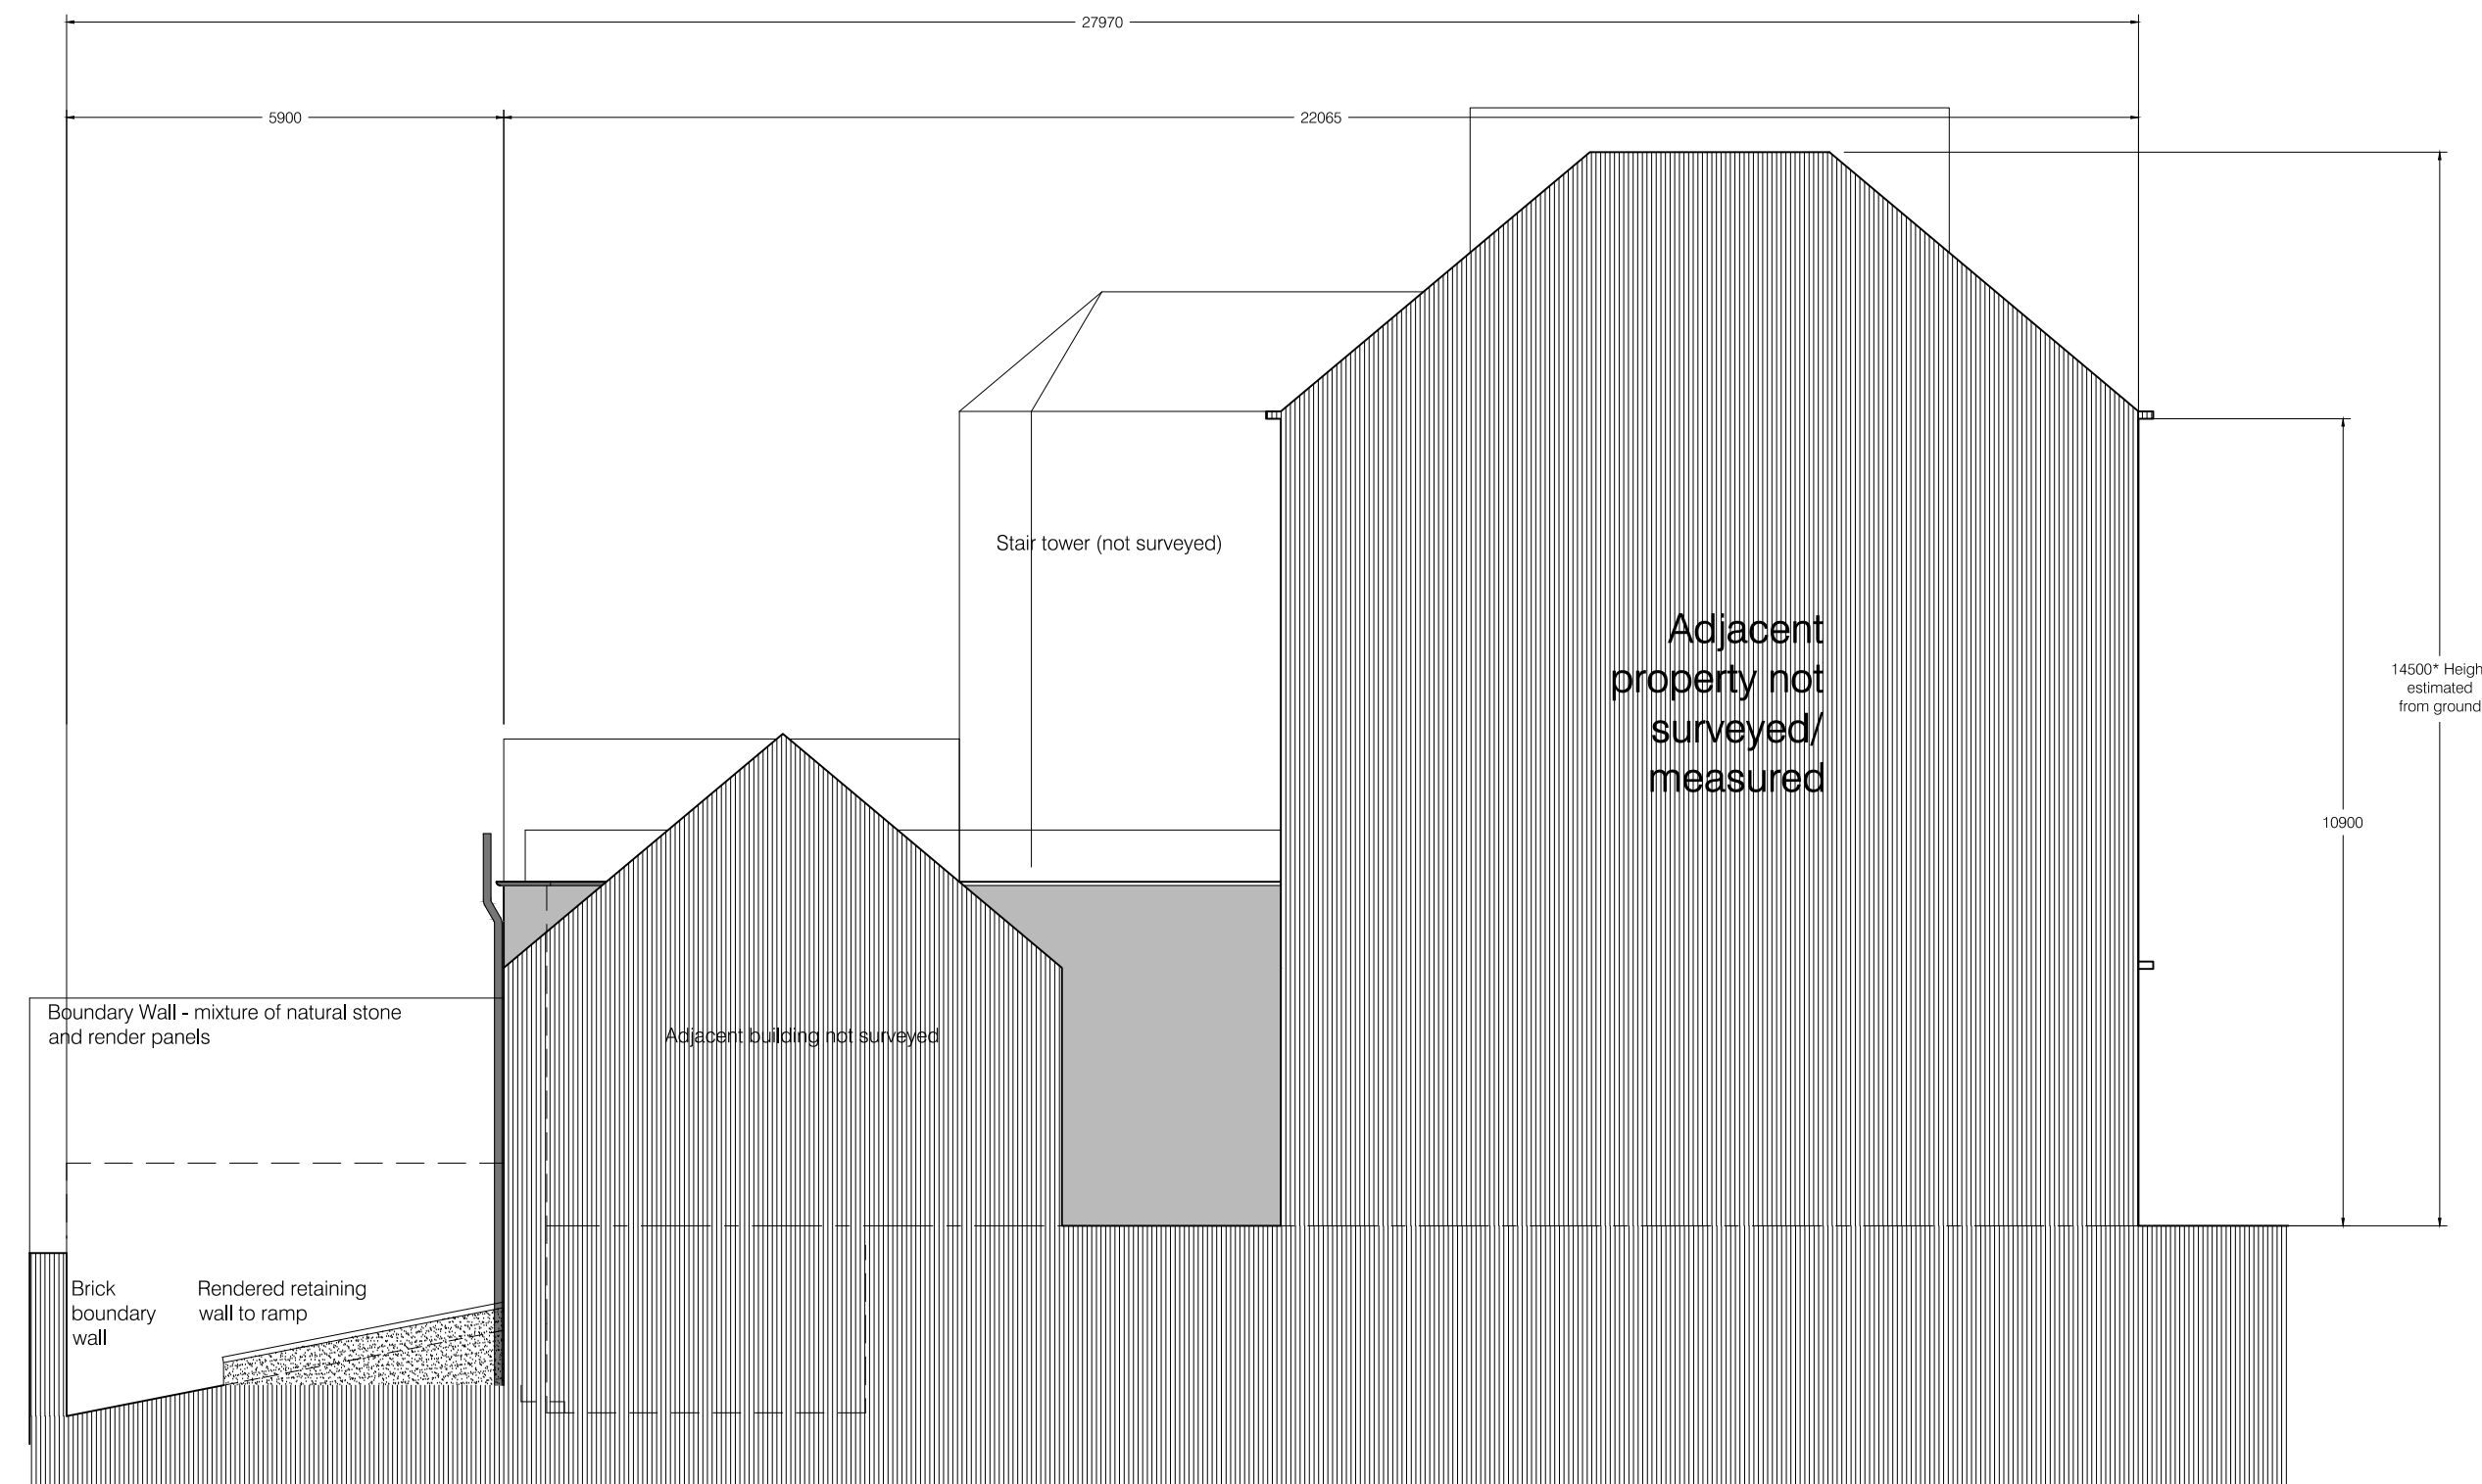 27970
5900
22065
Stair tower (not surveyed)
Adjacent
property not
surveyed/
measured
14500* Heigh
estimated
from ground
10900
Boundary Wall - mixture of natural stone
and render panels
Adjacent building not surveyed
Brick
boundary
wall
Rendered retaining
wall to ramp